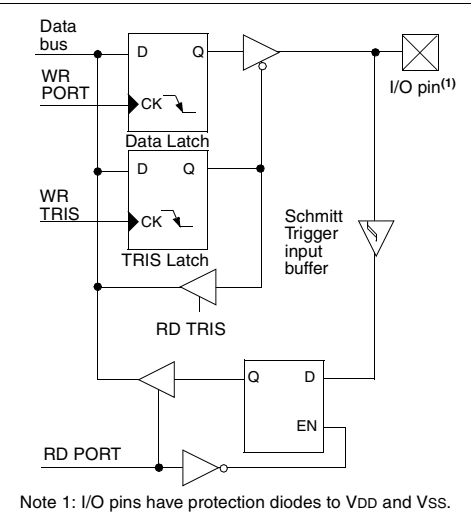 Data
bus
D
Q
I/O pin(1)
WR
PORT
CK
Data Latch
D
Q
WR
TRIS
CK
TRIS Latch
Schmitt
Trigger
input
buffer
RD TRIS
Q
D
EN
RD PORT
Note 1: I/O pins have protection diodes to VDD and VSS.